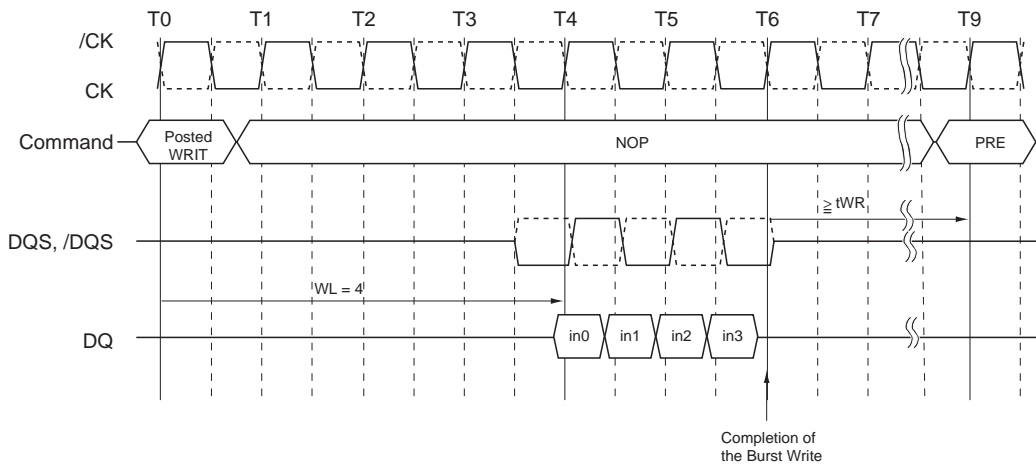 T0 T1 T2 T3 T4 T5 T6 T7 T9
/CK
CK
Command
Posted
WRIT
NOP
PRE
≧ tWR
DQS, /DQS
WL = 4
DQ
in0 in1 in2 in3
Completion of
the Burst Write